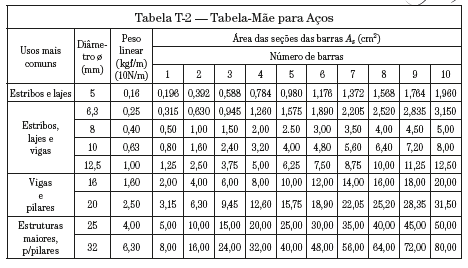 Tabela T-2 — Tabela-Mãe para Aços
Usos mais comuns
Diâme-
tro ø
(mm)
Peso
linear
(kgf/m)
(10N/m)
Área das seções das barras As (cm²)
Número de barras
1 2 3 4 5 6 7 8 9 10
Estribos e lajes 5 0,16 0,196 0,392 0,588 0,784 0,980 1,176 1,372 1,568 1,764 1,960
Estribos,
lajes e
vigas
6,3 0,25 0,315 0,630 0,945 1,260 1,575 1,890 2,205 2,520 2,835 3,150
8 0,40 0,50 1,00 1,50 2,00 2.50 3,00 3,50 4,00 4,50 5,00
10 0,63 0,80 1,60 2,40 3,20 4,00 4,80 5,60 6,40 7,20 8,00
12,5 1,00 1,25 2,50 3,75 5,00 6,25 7,50 8,75 10,00 11,25 12,50
Vigas
e
pilares
16 1,60 2,00 4,00 6,00 8,00 10,00 12,00 14,00 16,00 18,00 20,00
20 2,50 3,15 6,30 9,45 12,60 15,75 18,90 22,05 25,20 28,35 31,50
Estruturas
maiores,
p/pilares
25 4,00 5,00 10,00 15,00 20,00 25,00 30,00 35,00 40,00 45,00 50,00
32 6,30 8,00 16,00 24,00 32,00 40,00 48,00 56,00 64,00 72,00 80,00